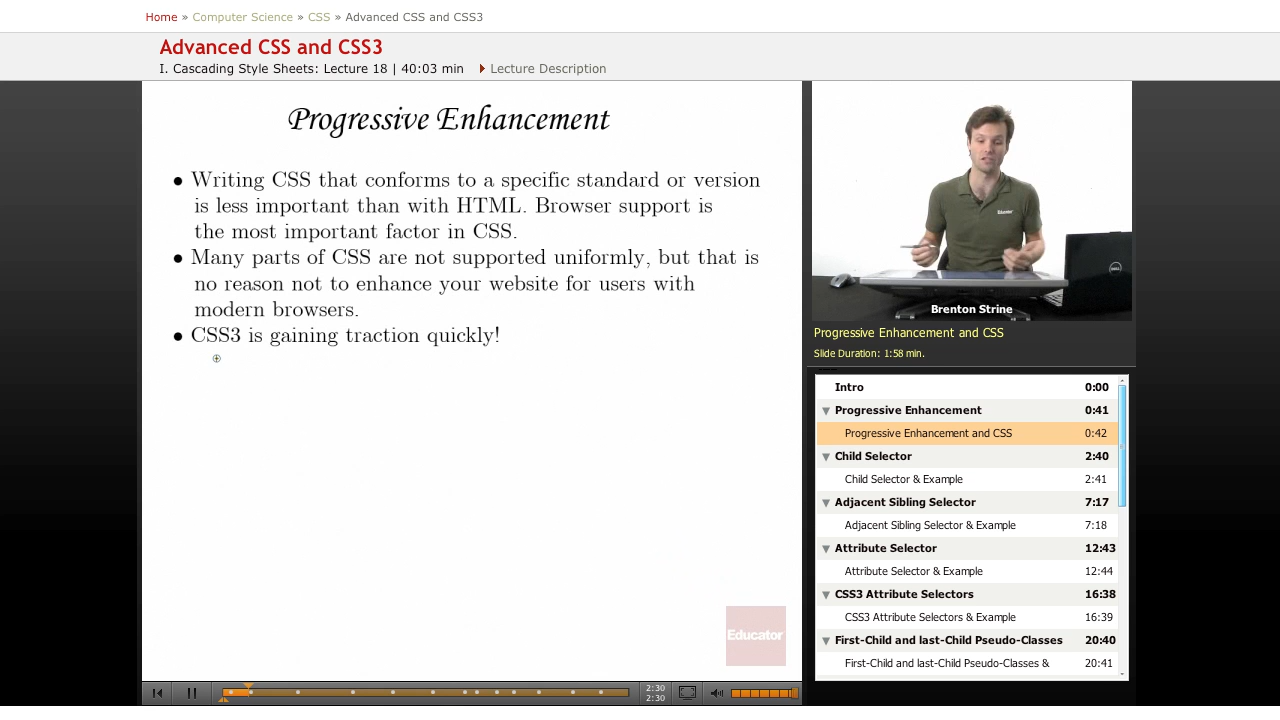 Home » Computer Science » CSS » Advanced CSS and CSS3
Advanced CSS and CSS3
I. Cascading Style Sheets: Lecture 18 | 40:03 min Lecture Description
Progressive Enhancement
• Writing CSS that conforms to a specific standard or version
is less important than with HTML. Browser support is
the most important factor in CSS.
• Many parts of CSS are not supported uniformly, but that is
no reason not to enhance your website for users with
modern browsers.
• CSS3 is gaining traction quickly!
Educator
2:30
2:30
Educator
DELL
Brenton Strine
Progressive Enhancement and CSS
Slide Duration: 1:58 min.
Intro 0:00
Progressive Enhancement 0:41
Progressive Enhancement and CSS 0:42
Child Selector 2:40
Child Selector & Example 2:41
Adjacent Sibling Selector 7:17
Adjacent Sibling Selector & Example 7:18
Attribute Selector 12:43
Attribute Selector & Example 12:44
CSS3 Attribute Selectors 16:38
CSS3 Attribute Selectors & Example 16:39
First-Child and last-Child Pseudo-Classes 20:40
First-Child and last-Child Pseudo-Classes & 20:41